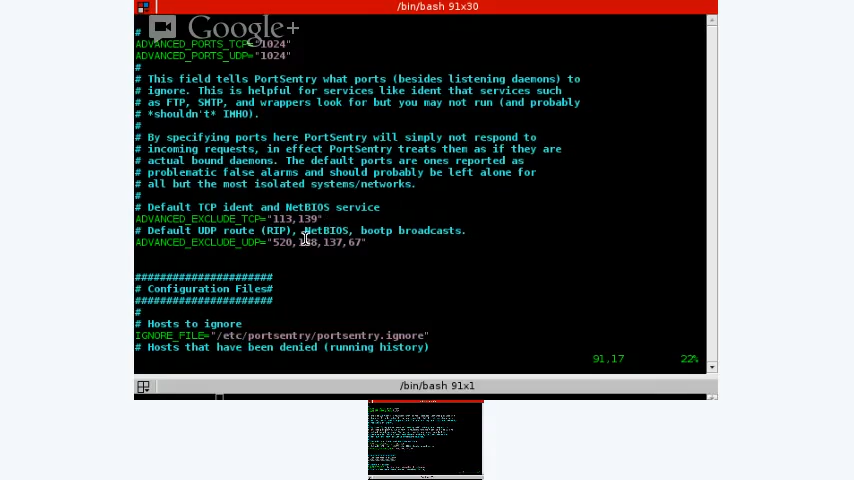 /bin/bash 91x30
Google+
#
ADVANCED_PORTS_TCP="1024"
ADVANCED_PORTS_UDP="1024"
#
# This field tells PortSentry what ports (besides listening daemons) to
# ignore. This is helpful for services like ident that services such
# as FTP, SMTP, and wrappers look for but you may not run (and probably
# *shouldn't* IMHO).
#
# By specifying ports here PortSentry will simply not respond to
# incoming requests, in effect PortSentry treats them as if they are
# actual bound daemons. The default ports are ones reported as
# problematic false alarms and should probably be left alone for
# all but the most isolated systems/networks.
#
# Default TCP ident and NetBIOS service
ADVANCED_EXCLUDE_TCP="113,139"
# Default UDP route (RIP), NetBIOS, bootp broadcasts.
ADVANCED_EXCLUDE_UDP="520,138,137,67"
######################
# Configuration Files#
######################
#
# Hosts to ignore
IGNORE_FILE="/etc/portsentry/portsentry.ignore"
# Hosts that have been denied (running history)
91,17 22%
/bin/bash 91x1